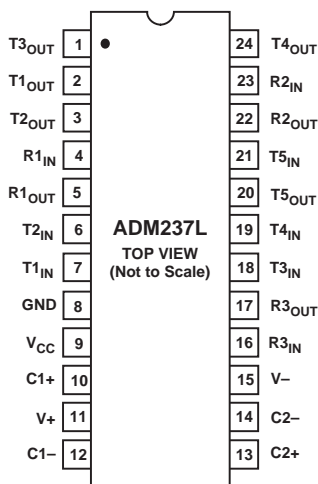 T3OUT 1 24 T4OUT
T1OUT 2 23 R2IN
T2OUT 3 22 R2OUT
R1IN 4 21 T5IN
R1OUT 5 20 T5OUT
T2IN 6 ADM237L 19 T4IN
TOP VIEW
(Not to Scale)
T1IN 7 18 T3IN
GND 8 17 R3OUT
VCC 9 16 R3IN
C1+ 10 15 V–
V+ 11 14 C2–
C1– 12 13 C2+